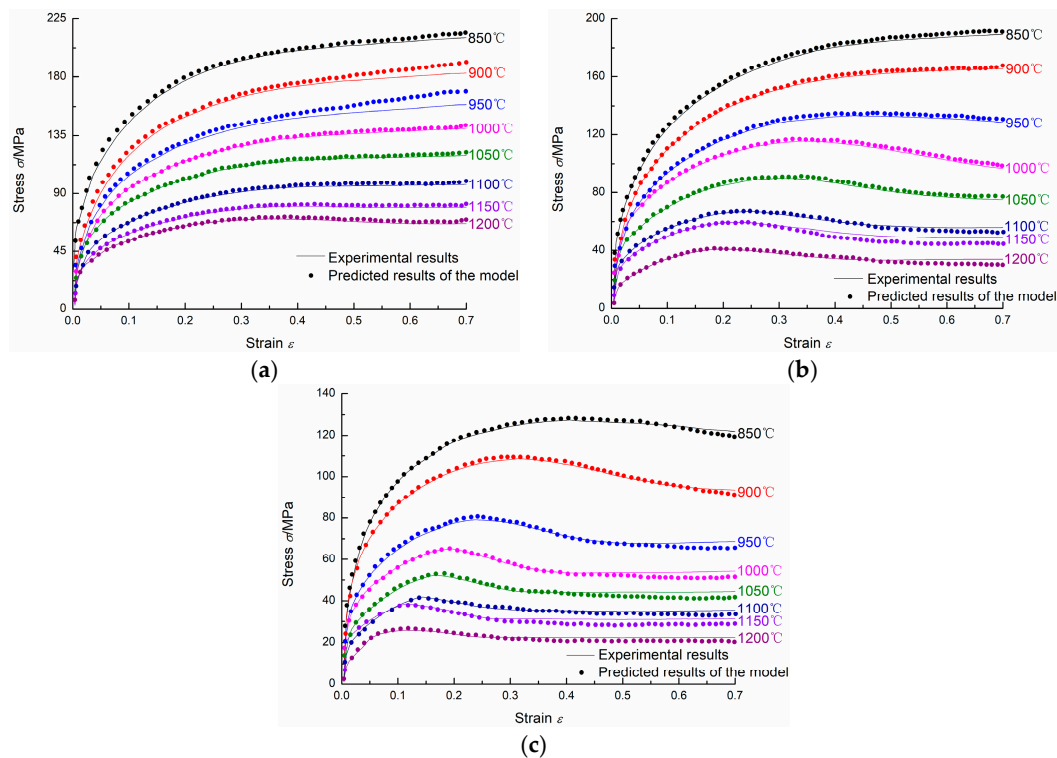 225
180
135
90
45
0
Stress σ/MPa
850℃
900℃
950℃
1000℃
1050℃
1100℃
1150℃
1200℃
Experimental results
Predicted results of the model
0.0 0.1 0.2 0.3 0.4 0.5 0.6 0.7
Strain ε
(a)
200
160
120
80
40
0
Stress σ/MPa
850℃
900℃
950℃
1000℃
1050℃
1100℃
1150℃
1200℃
Experimental results
Predicted results of the model
0.0 0.1 0.2 0.3 0.4 0.5 0.6 0.7
Strain ε
(b)
140
120
100
80
60
40
20
0
Stress σ/MPa
850℃
900℃
950℃
1000℃
1050℃
1100℃
1150℃
1200℃
Experimental results
Predicted results of the model
0.0 0.1 0.2 0.3 0.4 0.5 0.6 0.7
Strain ε
(c)